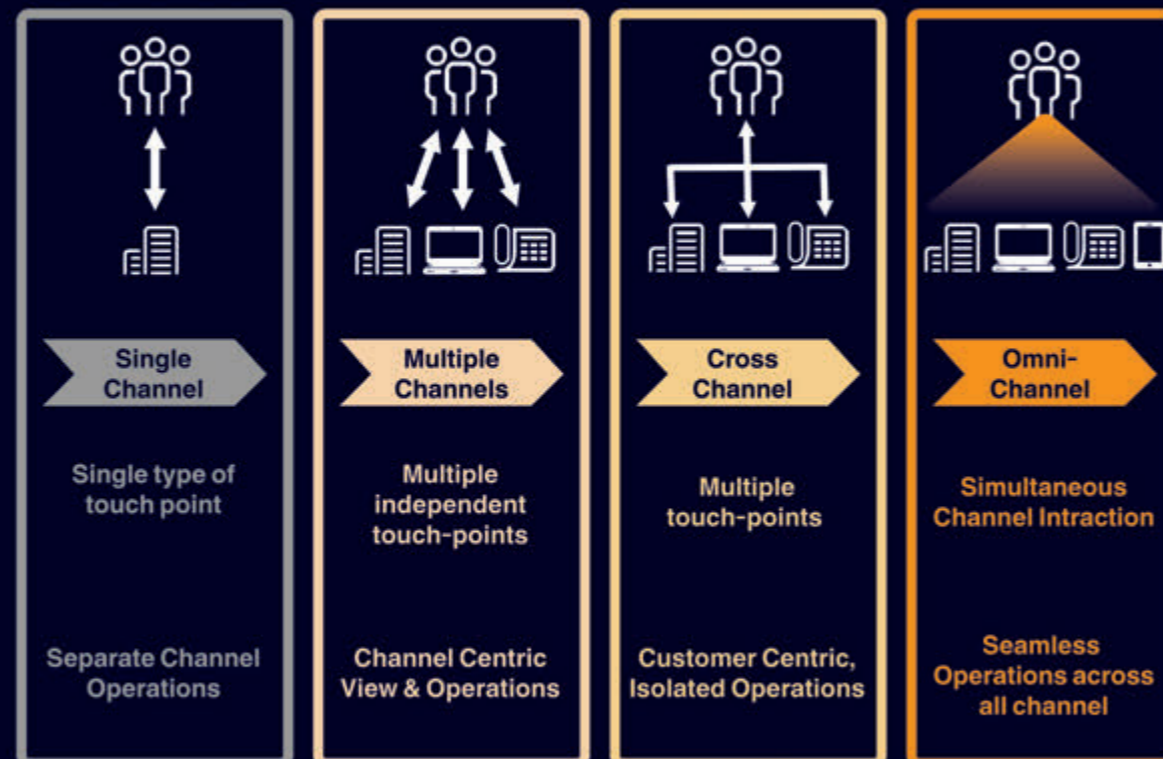 Single
Channel
Single type of
touch point
Separate Channel
Operations
Multiple
Channels
Multiple
independent
touch-points
Channel Centric
View & Operations
Cross
Channel
Multiple
touch-points
Customer Centric,
Isolated Operations
Omni-
Channel
Simultaneous
Channel Intraction
Seamless
Operations across
all channel